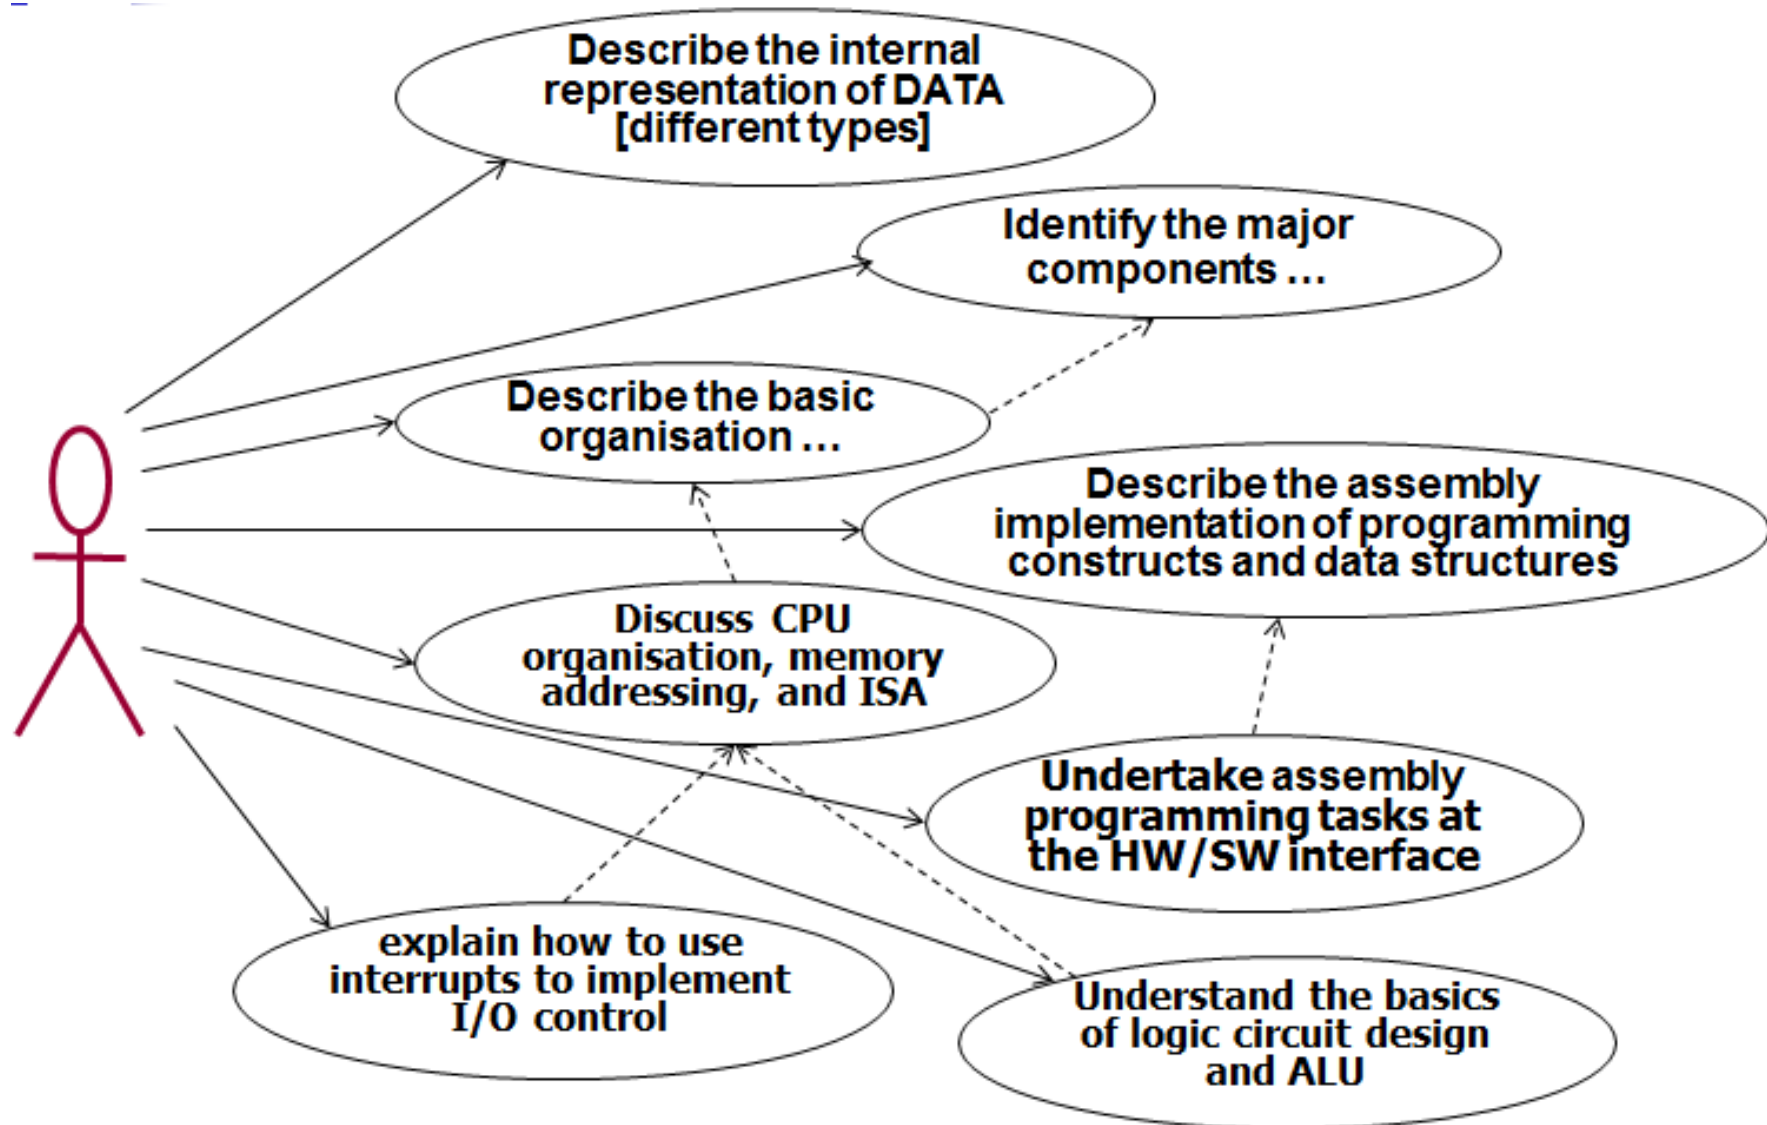 Describe the internal
representation of DATA
[different types]
Identify the major
components ...
Describe the basic
organisation ...
Describe the assembly
implementation of programming
constructs and data structures
Discuss CPU
organisation, memory
addressing, and ISA
Undertake assembly
programming tasks at
the HW/SW interface
explain how to use
interrupts to implement
I/O control
Understand the basics
of logic circuit design
and ALU